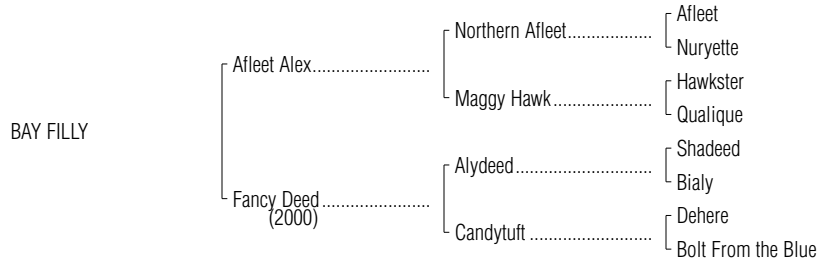 Afleet
Northern Afleet....................
Nuryette
Afleet Alex..........................
Hawkster
Maggy Hawk.......................
Qualique
BAY FILLY
Shadeed
Alydeed..............................
Bialy
Fancy Deed........................
(2000)
Dehere
Candytuft............................
Bolt From the Blue